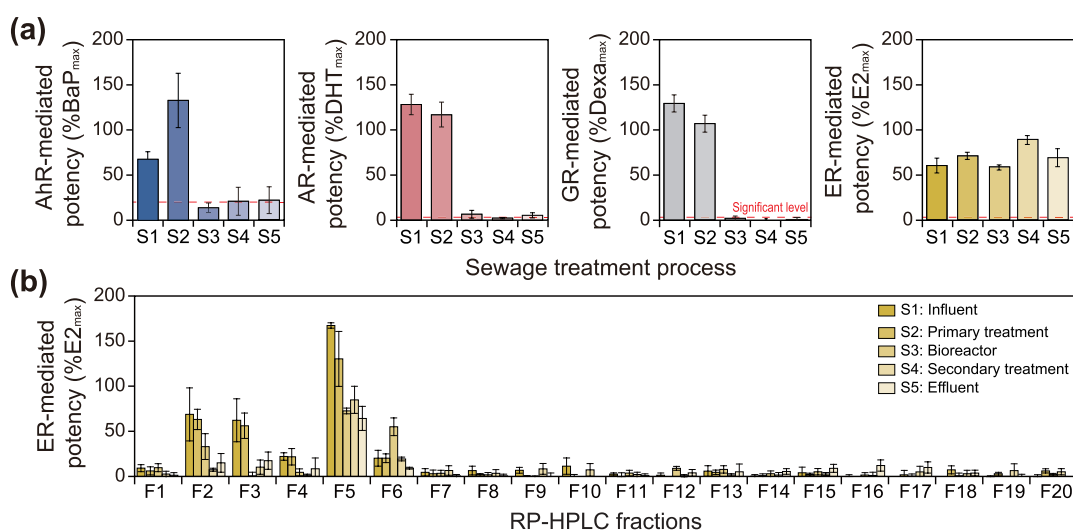 (a)
AhR-mediated
potency (%BaPmax)
200
150
100
50
0
S1 S2 S3 S4 S5
AR-mediated
potency (%DHTmax)
200
150
100
50
0
S1 S2 S3 S4 S5
GR-mediated
potency (%Dexamax)
200
150
100
50
0
Significant level
S1 S2 S3 S4 S5
ER-mediated
potency (%E2max)
200
150
100
50
0
S1 S2 S3 S4 S5
Sewage treatment process
(b)
ER-mediated
potency (%E2max)
200
150
100
50
0
S1: Influent
S2: Primary treatment
S3: Bioreactor
S4: Secondary treatment
S5: Effluent
F1 F2 F3 F4 F5 F6 F7 F8 F9 F10 F11 F12 F13 F14 F15 F16 F17 F18 F19 F20
RP-HPLC fractions